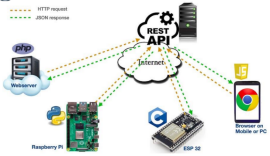 HTTP request
JSON response
REST
API
php
Internet
Webserver
JS
C
Raspberry Pi
ESP 32
Browser on
Mobile or PC